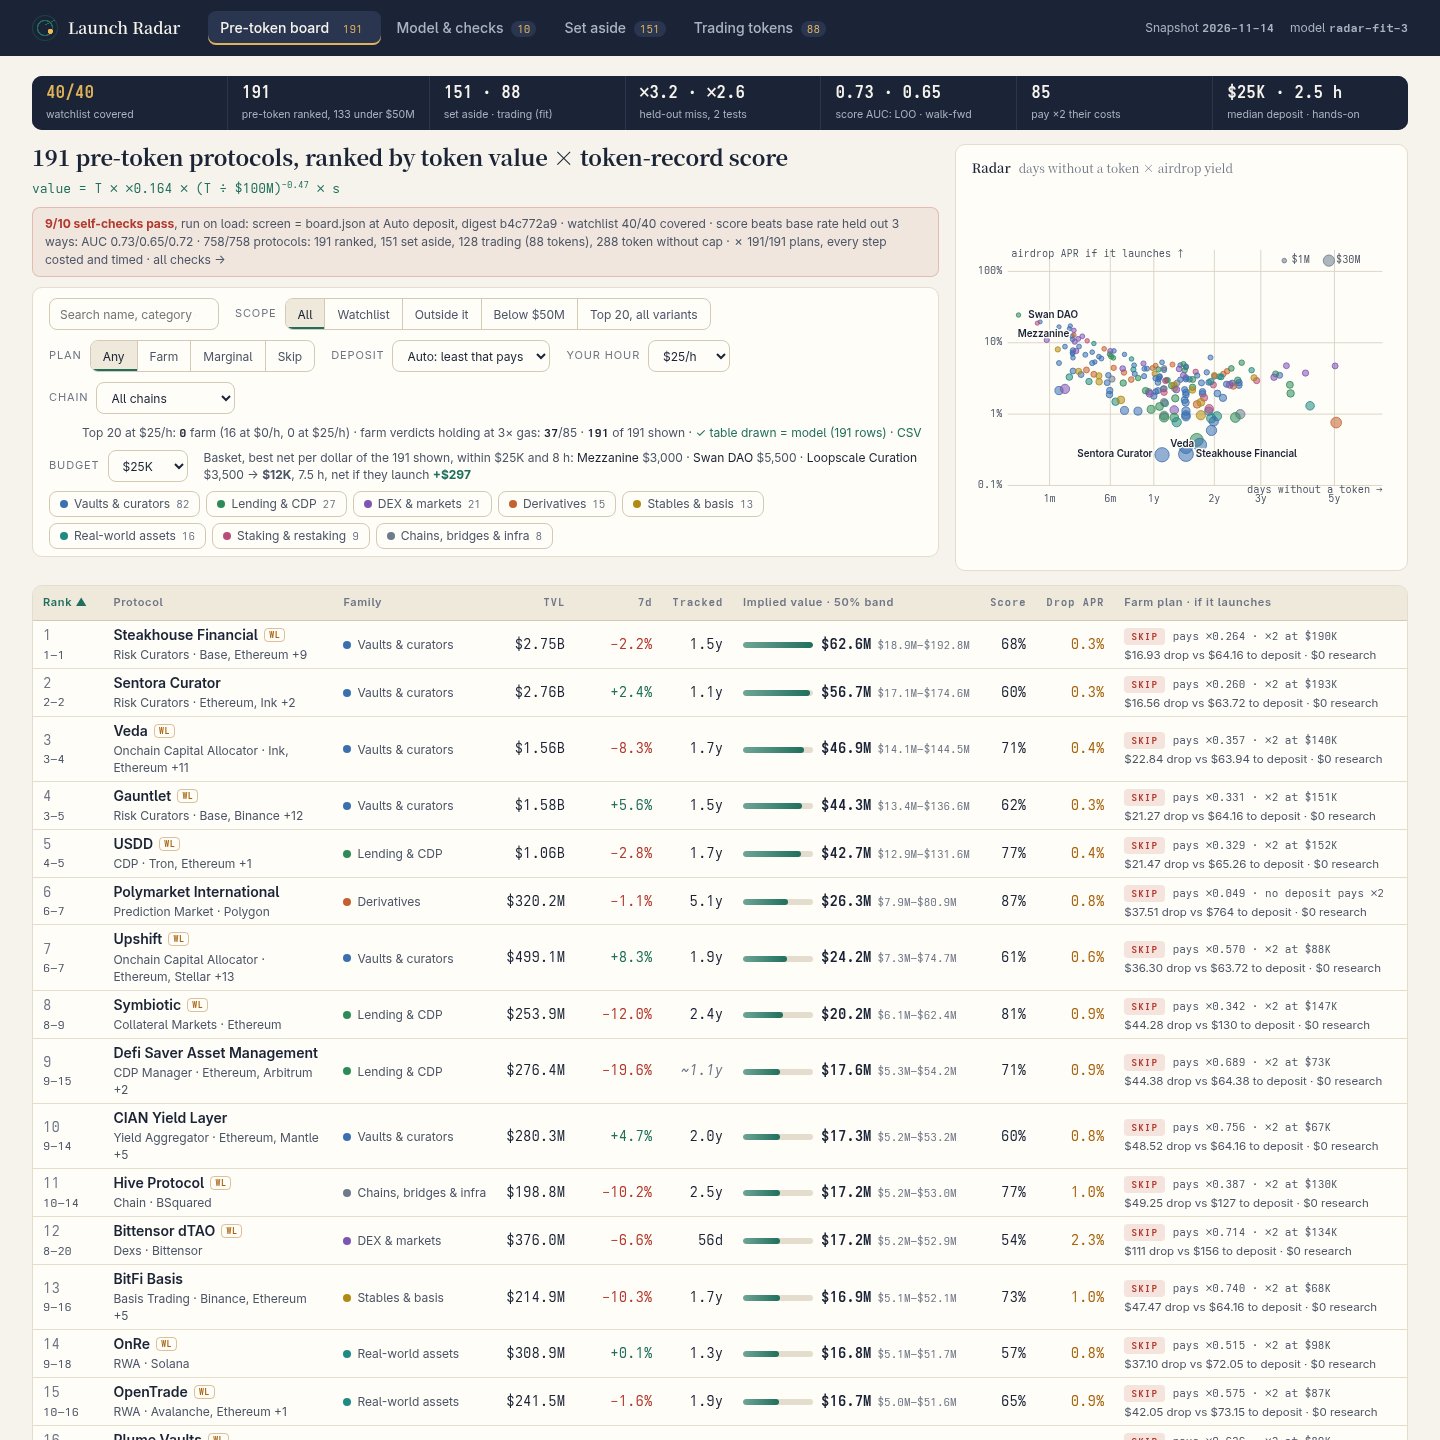 Launch Radar
Pre-token board 191
Model & checks 10
Set aside 151
Trading tokens 88
Snapshot 2026-11-14 model radar-fit-3
40/40
watchlist covered
191
pre-token ranked, 133 under $50M
151 · 88
set aside · trading (fit)
×3.2 · ×2.6
held-out miss, 2 tests
0.73 · 0.65
score AUC: LOO · walk-fwd
85
pay ×2 their costs
$25K · 2.5 h
median deposit · hands-on
191 pre-token protocols, ranked by token value × token-record score
value = T × ×0.164 × (T ÷ $100M)−0.47 × s
9/10 self-checks pass, run on load: screen = board.json at Auto deposit, digest b4c772a9 · watchlist 40/40 covered · score beats base rate held out 3
ways: AUC 0.73/0.65/0.72 · 758/758 protocols: 191 ranked, 151 set aside, 128 trading (88 tokens), 288 token without cap · × 191/191 plans, every step
costed and timed · all checks →
Search name, category
SCOPE All Watchlist Outside it Below $50M Top 20, all variants
PLAN Any Farm Marginal Skip DEPOSIT Auto: least that pays YOUR HOUR $25/h
CHAIN All chains
Top 20 at $25/h: 0 farm (16 at $0/h, 0 at $25/h) · farm verdicts holding at 3× gas: 37/85 · 191 of 191 shown · ✓ table drawn = model (191 rows) · CSV
BUDGET $25K
Basket, best net per dollar of the 191 shown, within $25K and 8 h: Mezzanine $3,000 · Swan DAO $5,500 · Loopscale Curation
$3,500 → $12K, 7.5 h, net if they launch +$297
Vaults & curators 82
Lending & CDP 27
DEX & markets 21
Derivatives 15
Stables & basis 13
Real-world assets 16
Staking & restaking 9
Chains, bridges & infra 8
Radar days without a token × airdrop yield
airdrop APR if it launches ↑
$1M $30M
100%
Swan DAO
Mezzanine
10%
1%
Veda
Sentora Curator
Steakhouse Financial
0.1%
days without a token →
1m 6m 1y 2y 3y 5y
Rank ▲ Protocol Family TVL 7d Tracked Implied value · 50% band Score Drop APR Farm plan · if it launches
1 Steakhouse Financial WL Vaults & curators $2.75B −2.2% 1.5y $62.6M $18.9M–$192.8M 68% 0.3% SKIP pays ×0.264 · ×2 at $190K
1–1 Risk Curators · Base, Ethereum +9 $16.93 drop vs $64.16 to deposit · $0 research
2 Sentora Curator Vaults & curators $2.76B +2.4% 1.1y $56.7M $17.1M–$174.6M 60% 0.3% SKIP pays ×0.260 · ×2 at $193K
2–2 Risk Curators · Ethereum, Ink +2 $16.56 drop vs $63.72 to deposit · $0 research
3 Veda WL Vaults & curators $1.56B −8.3% 1.7y $46.9M $14.1M–$144.5M 71% 0.4% SKIP pays ×0.357 · ×2 at $140K
3–4 Onchain Capital Allocator · Ink, $22.84 drop vs $63.94 to deposit · $0 research
Ethereum +11
4 Gauntlet WL Vaults & curators $1.58B +5.6% 1.5y $44.3M $13.4M–$136.6M 62% 0.3% SKIP pays ×0.331 · ×2 at $151K
3–5 Risk Curators · Base, Binance +12 $21.27 drop vs $64.16 to deposit · $0 research
5 USDD WL Lending & CDP $1.06B −2.8% 1.7y $42.7M $12.9M–$131.6M 77% 0.4% SKIP pays ×0.329 · ×2 at $152K
4–5 CDP · Tron, Ethereum +1 $21.47 drop vs $65.26 to deposit · $0 research
6 Polymarket International Derivatives $320.2M −1.1% 5.1y $26.3M $7.9M–$80.9M 87% 0.8% SKIP pays ×0.049 · no deposit pays ×2
6–7 Prediction Market · Polygon $37.51 drop vs $764 to deposit · $0 research
7 Upshift WL Vaults & curators $499.1M +8.3% 1.9y $24.2M $7.3M–$74.7M 61% 0.6% SKIP pays ×0.570 · ×2 at $88K
6–7 Onchain Capital Allocator · $36.30 drop vs $63.72 to deposit · $0 research
Ethereum, Stellar +13
8 Symbiotic WL Lending & CDP $253.9M −12.0% 2.4y $20.2M $6.1M–$62.4M 81% 0.9% SKIP pays ×0.342 · ×2 at $147K
8–9 Collateral Markets · Ethereum $44.28 drop vs $130 to deposit · $0 research
9 Defi Saver Asset Management Lending & CDP $276.4M −19.6% ~1.1y $17.6M $5.3M–$54.2M 71% 0.9% SKIP pays ×0.689 · ×2 at $73K
9–15 CDP Manager · Ethereum, Arbitrum $44.38 drop vs $64.38 to deposit · $0 research
+2
10 CIAN Yield Layer Vaults & curators $280.3M +4.7% 2.0y $17.3M $5.2M–$53.2M 60% 0.8% SKIP pays ×0.756 · ×2 at $67K
9–14 Yield Aggregator · Ethereum, Mantle $48.52 drop vs $64.16 to deposit · $0 research
+5
11 Hive Protocol WL Chains, bridges & infra $198.8M −10.2% 2.5y $17.2M $5.2M–$53.0M 77% 1.0% SKIP pays ×0.387 · ×2 at $130K
10–14 Chain · BSquared $49.25 drop vs $127 to deposit · $0 research
12 Bittensor dTAO WL DEX & markets $376.0M −6.6% 56d $17.2M $5.2M–$52.9M 54% 2.3% SKIP pays ×0.714 · ×2 at $134K
8–20 Dexs · Bittensor $111 drop vs $156 to deposit · $0 research
13 BitFi Basis Stables & basis $214.9M −10.3% 1.7y $16.9M $5.1M–$52.1M 73% 1.0% SKIP pays ×0.740 · ×2 at $68K
9–16 Basis Trading · Binance, Ethereum $47.47 drop vs $64.16 to deposit · $0 research
+5
14 OnRe WL Real-world assets $308.9M +0.1% 1.3y $16.8M $5.1M–$51.7M 57% 0.8% SKIP pays ×0.515 · ×2 at $98K
9–18 RWA · Solana $37.10 drop vs $72.05 to deposit · $0 research
15 OpenTrade WL Real-world assets $241.5M −1.6% 1.9y $16.7M $5.0M–$51.6M 65% 0.9% SKIP pays ×0.575 · ×2 at $87K
10–16 RWA · Avalanche, Ethereum +1 $42.05 drop vs $73.15 to deposit · $0 research
16 Plume Vaults WL